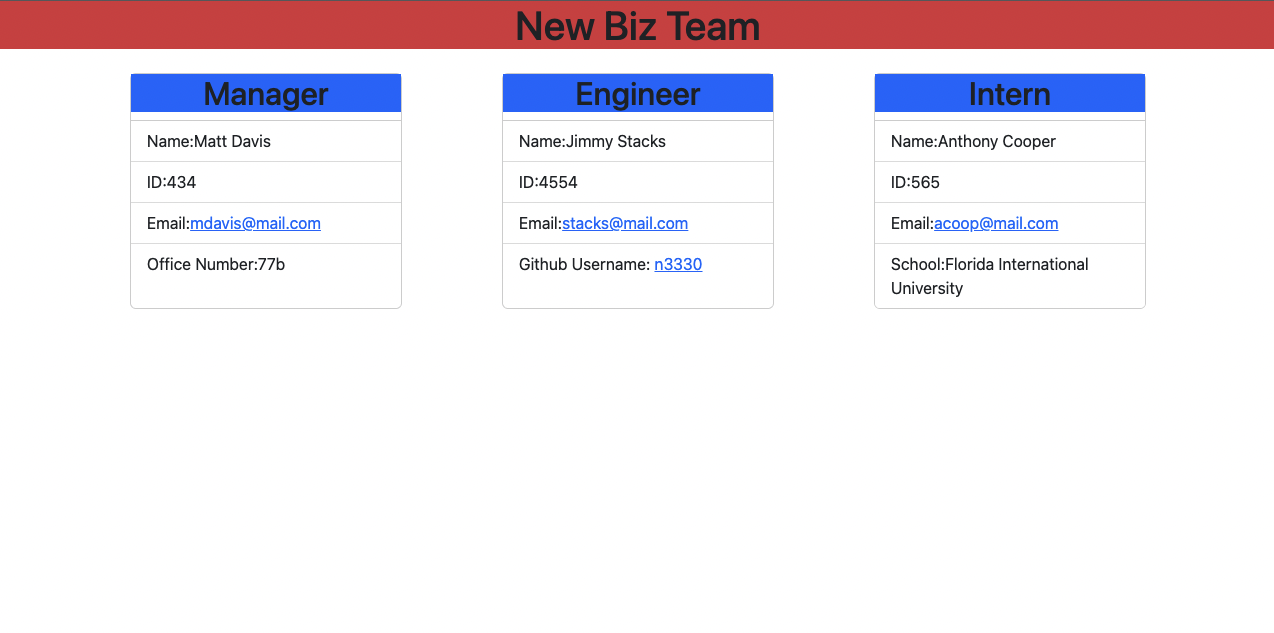 New Biz Team
Manager
Name:Matt Davis
ID:434
Email:mdavis@mail.com
Office Number:77b
Engineer
Name:Jimmy Stacks
ID:4554
Email:stacks@mail.com
Github Username: n3330
Intern
Name:Anthony Cooper
ID:565
Email:acoop@mail.com
School:Florida International
University